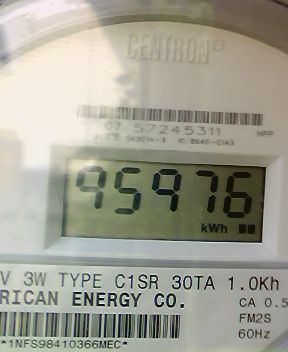 CENTRON®
07 57245311
HPP
95976
kWh
V 3W TYPE C1SR 30TA 1.0Kh
RICAN ENERGY CO.
CA 0.5
FM2S
60Hz
*1NFS98410366MEC*